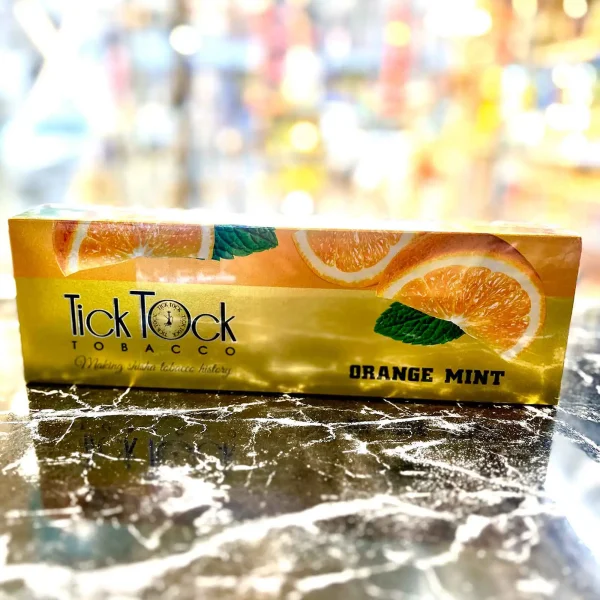 Tick Tock
TOBACCO
Making shisha tobacco history
ORANGE MINT